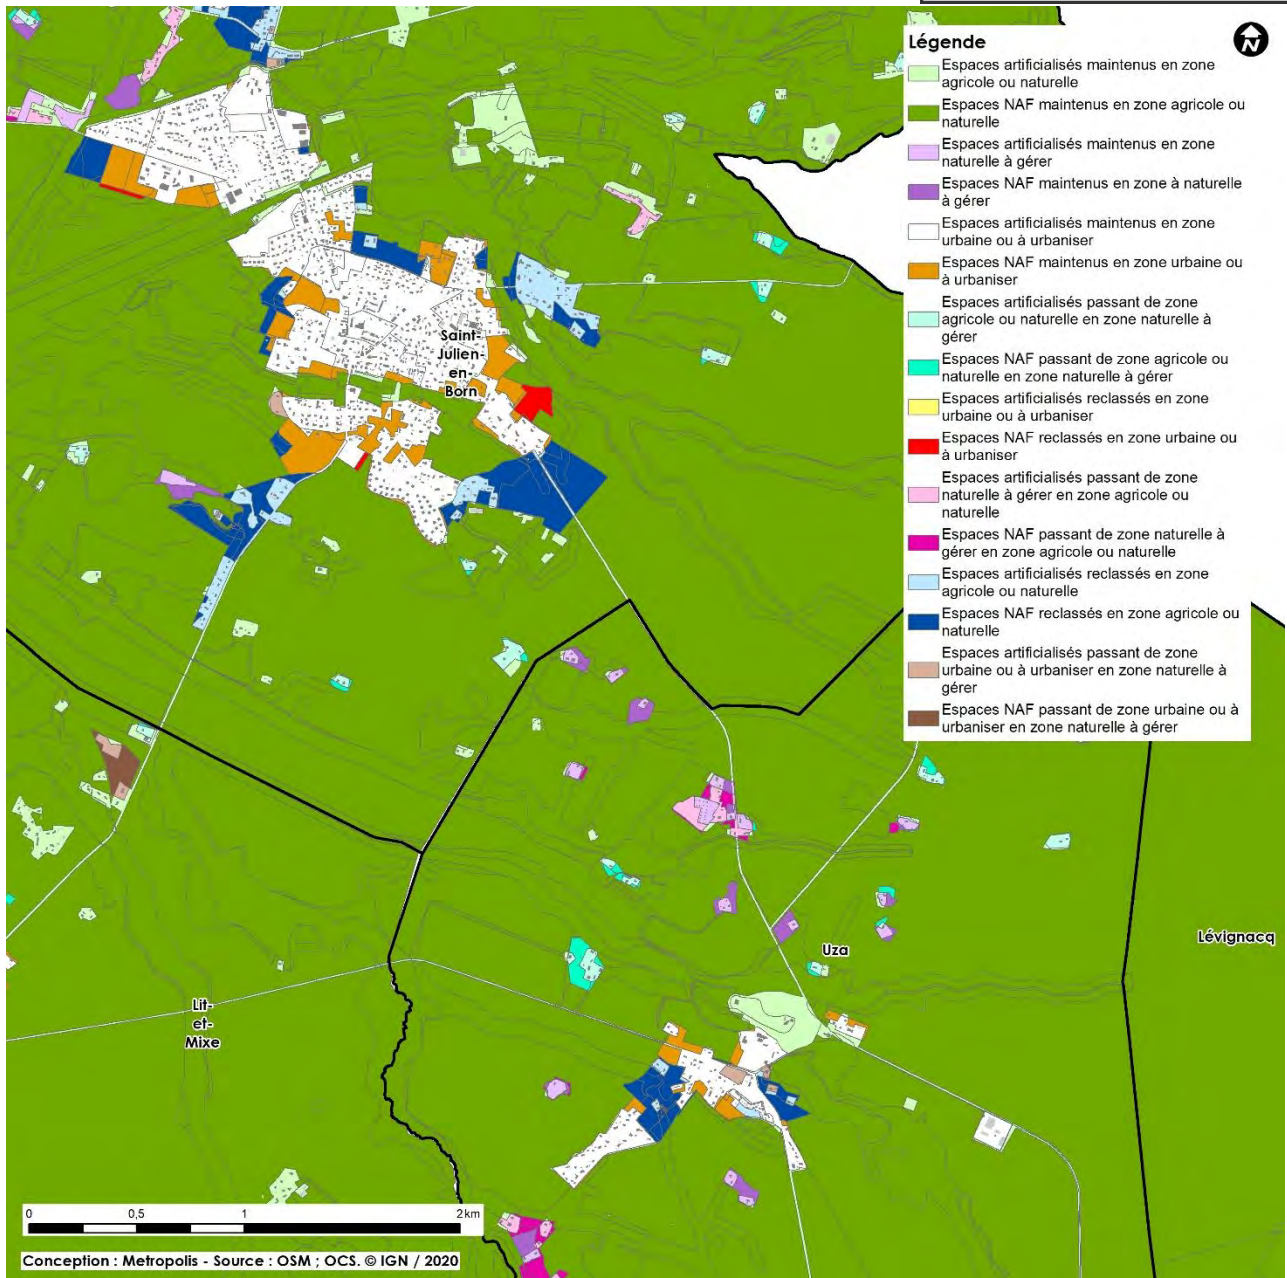 Légende
N
Espaces artificialisés maintenus en zone
agricole ou naturelle
Espaces NAF maintenus en zone agricole ou
naturelle
Espaces artificialisés maintenus en zone
naturelle à gérer
Espaces NAF maintenus en zone à naturelle
à gérer
Espaces artificialisés maintenus en zone
urbaine ou à urbaniser
Espaces NAF maintenus en zone urbaine ou
à urbaniser
Espaces artificialisés passant de zone
agricole ou naturelle en zone naturelle à
gérer
Espaces NAF passant de zone agricole ou
naturelle en zone naturelle à gérer
Espaces artificialisés reclassés en zone
urbaine ou à urbaniser
Espaces NAF reclassés en zone urbaine ou
à urbaniser
Espaces artificialisés passant de zone
naturelle à gérer en zone agricole ou
naturelle
Espaces NAF passant de zone naturelle à
gérer en zone agricole ou naturelle
Espaces artificialisés reclassés en zone
agricole ou naturelle
Espaces NAF reclassés en zone agricole ou
naturelle
Espaces artificialisés passant de zone
urbaine ou à urbaniser en zone naturelle à
gérer
Espaces NAF passant de zone urbaine ou à
urbaniser en zone naturelle à gérer
Saint-
Julien-
en-
Born
Uza
Lévignacq
Lit-
et-
Mixe
0 0,5 1 2 km
Conception : Metropolis - Source : OSM ; OCS. © IGN / 2020